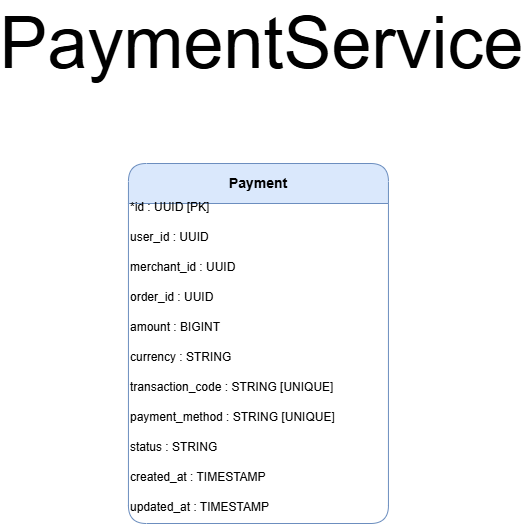 PaymentService
Payment
*id : UUID [PK]
user_id : UUID
merchant_id : UUID
order_id : UUID
amount : BIGINT
currency : STRING
transaction_code : STRING [UNIQUE]
payment_method : STRING [UNIQUE]
status : STRING
created_at : TIMESTAMP
updated_at : TIMESTAMP